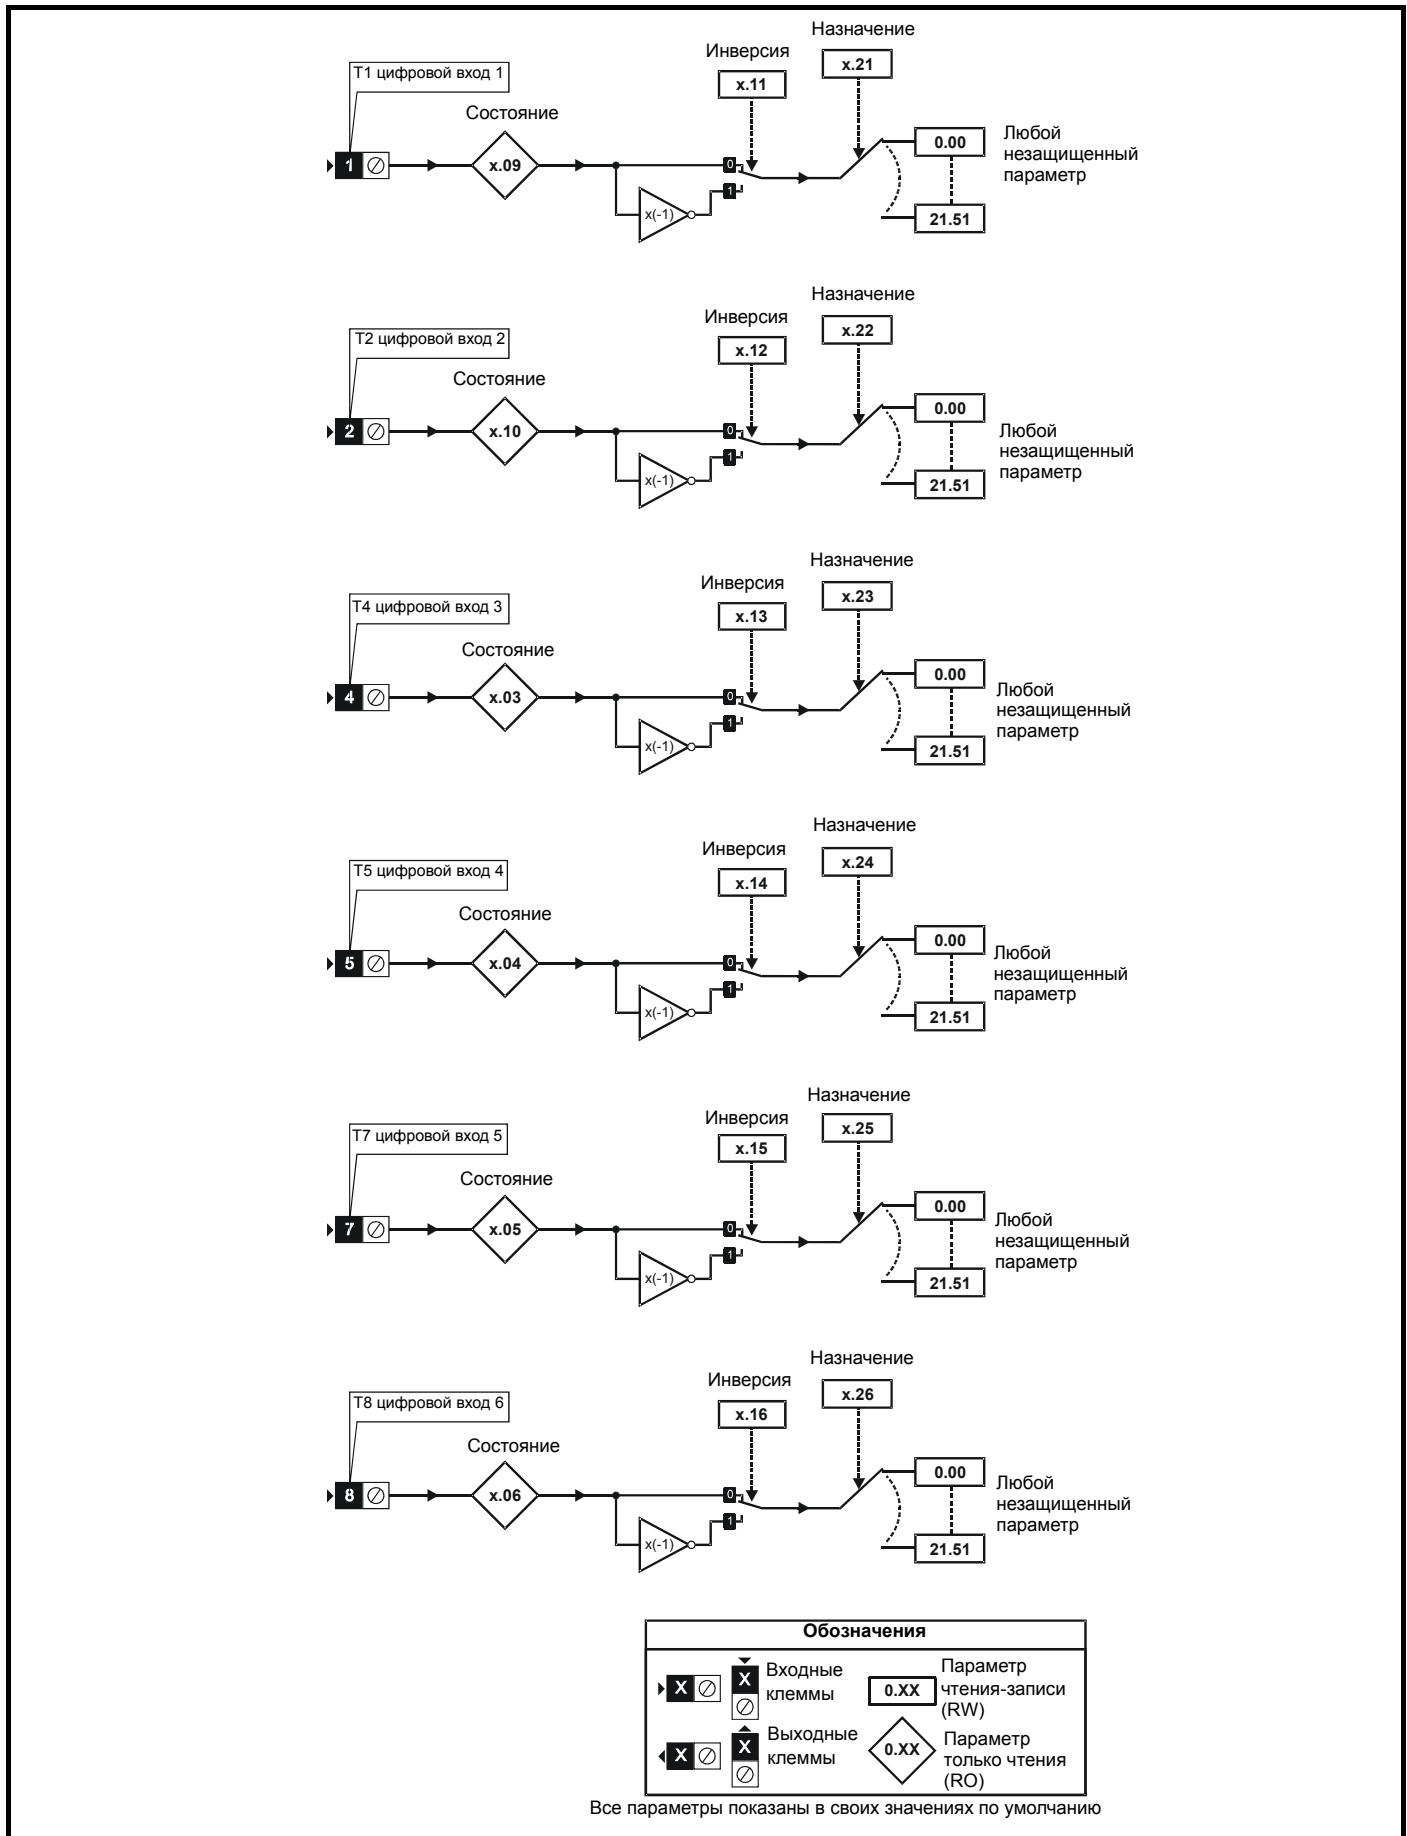 Назначение
Инверсия
x.21
x.11
T1 цифровой вход 1
Состояние
1
x.09
0
1
x(-1)
0.00
21.51
Любой
незащищенный
параметр
Назначение
Инверсия
x.22
x.12
T2 цифровой вход 2
Состояние
2
x.10
0
1
x(-1)
0.00
21.51
Любой
незащищенный
параметр
Назначение
Инверсия
x.23
x.13
T4 цифровой вход 3
Состояние
4
x.03
0
1
x(-1)
0.00
21.51
Любой
незащищенный
параметр
Назначение
Инверсия
x.24
x.14
T5 цифровой вход 4
Состояние
5
x.04
0
1
x(-1)
0.00
21.51
Любой
незащищенный
параметр
Назначение
Инверсия
x.25
x.15
T7 цифровой вход 5
Состояние
7
x.05
0
1
x(-1)
0.00
21.51
Любой
незащищенный
параметр
Назначение
Инверсия
x.26
x.16
T8 цифровой вход 6
Состояние
8
x.06
0
1
x(-1)
0.00
21.51
Любой
незащищенный
параметр
Обозначения
X
X
Входные
клеммы
0.XX
Параметр
чтения-записи
(RW)
X
X
Выходные
клеммы
0.XX
Параметр
только чтения
(RO)
Все параметры показаны в своих значениях по умолчанию